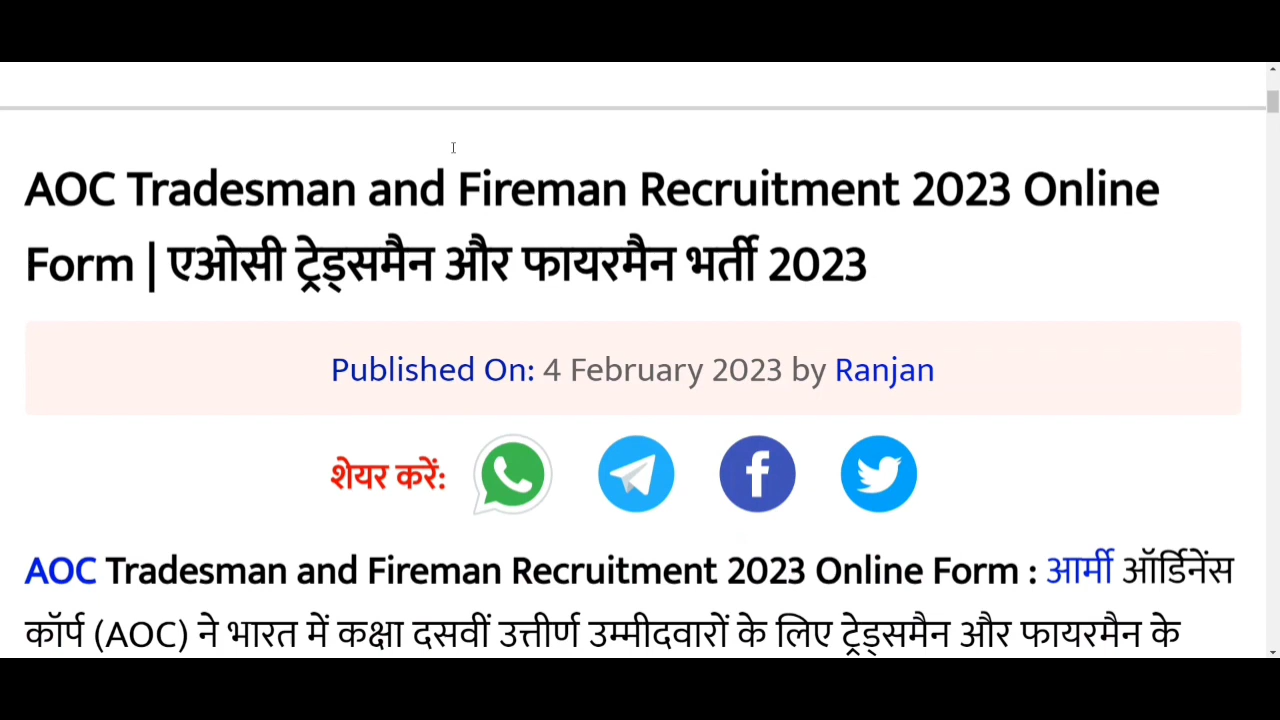 AOC Tradesman and Fireman Recruitment 2023 Online
Form | एओसी ट्रेड्समैन और फायरमैन भर्ती 2023
Published On: 4 February 2023 by Ranjan
शेयर करें:
AOC Tradesman and Fireman Recruitment 2023 Online Form : आर्मी ऑर्डिनेंस
कॉर्प (AOC) ने भारत में कक्षा दसवीं उत्तीर्ण उम्मीदवारों के लिए ट्रेड्समैन और फायरमैन के